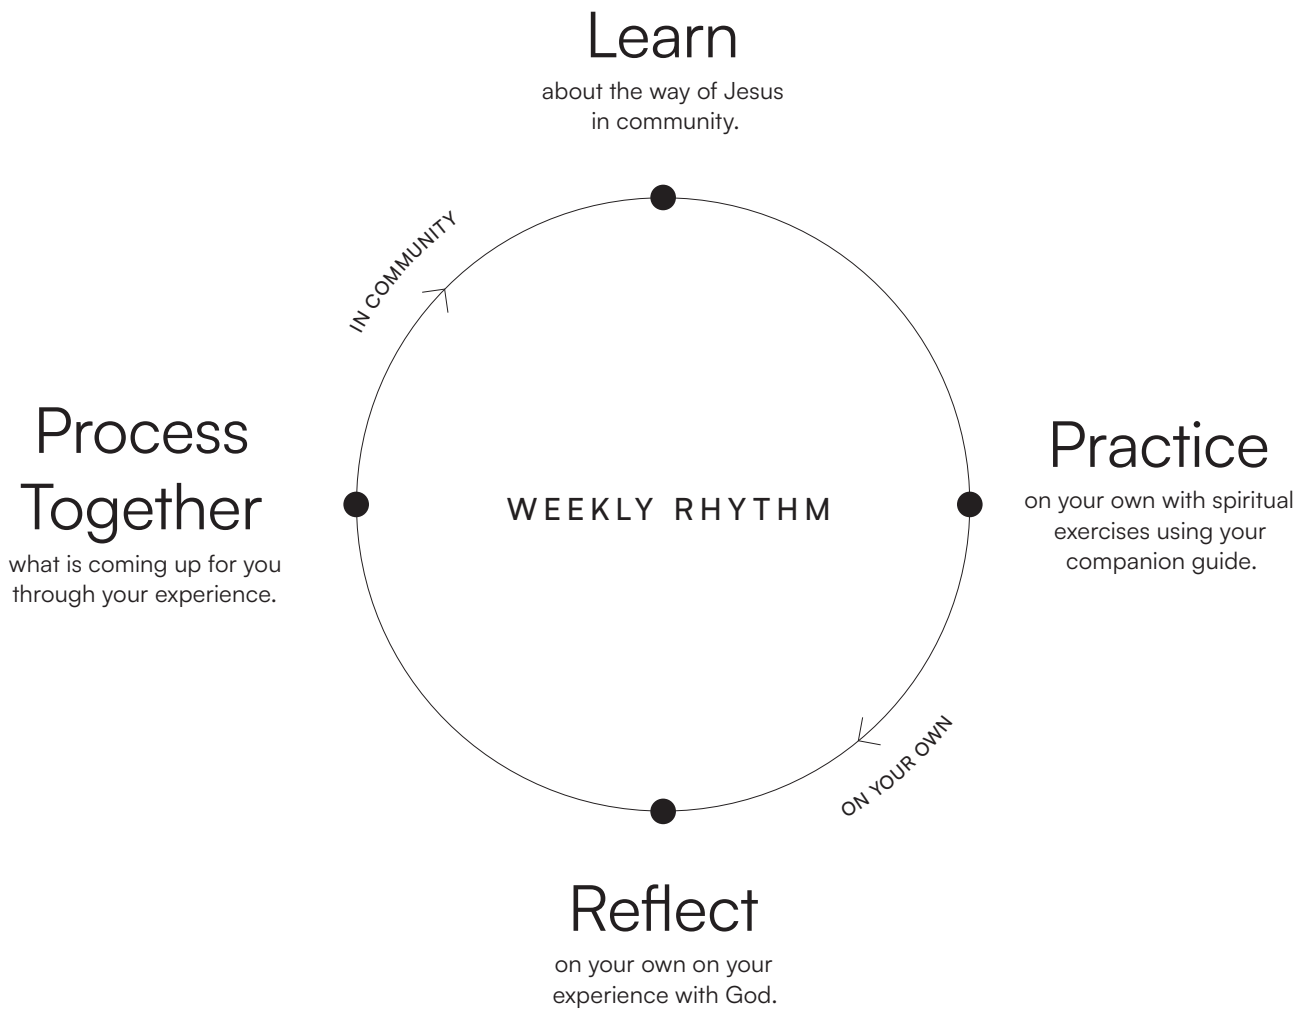 Learn
about the way of Jesus
in community.
IN COMMUNITY
Process
Together
what is coming up for you
through your experience.
WEEKLY RHYTHM
Practice
on your own with spiritual
exercises using your
companion guide.
ON YOUR OWN
Reflect
on your own on your
experience with God.